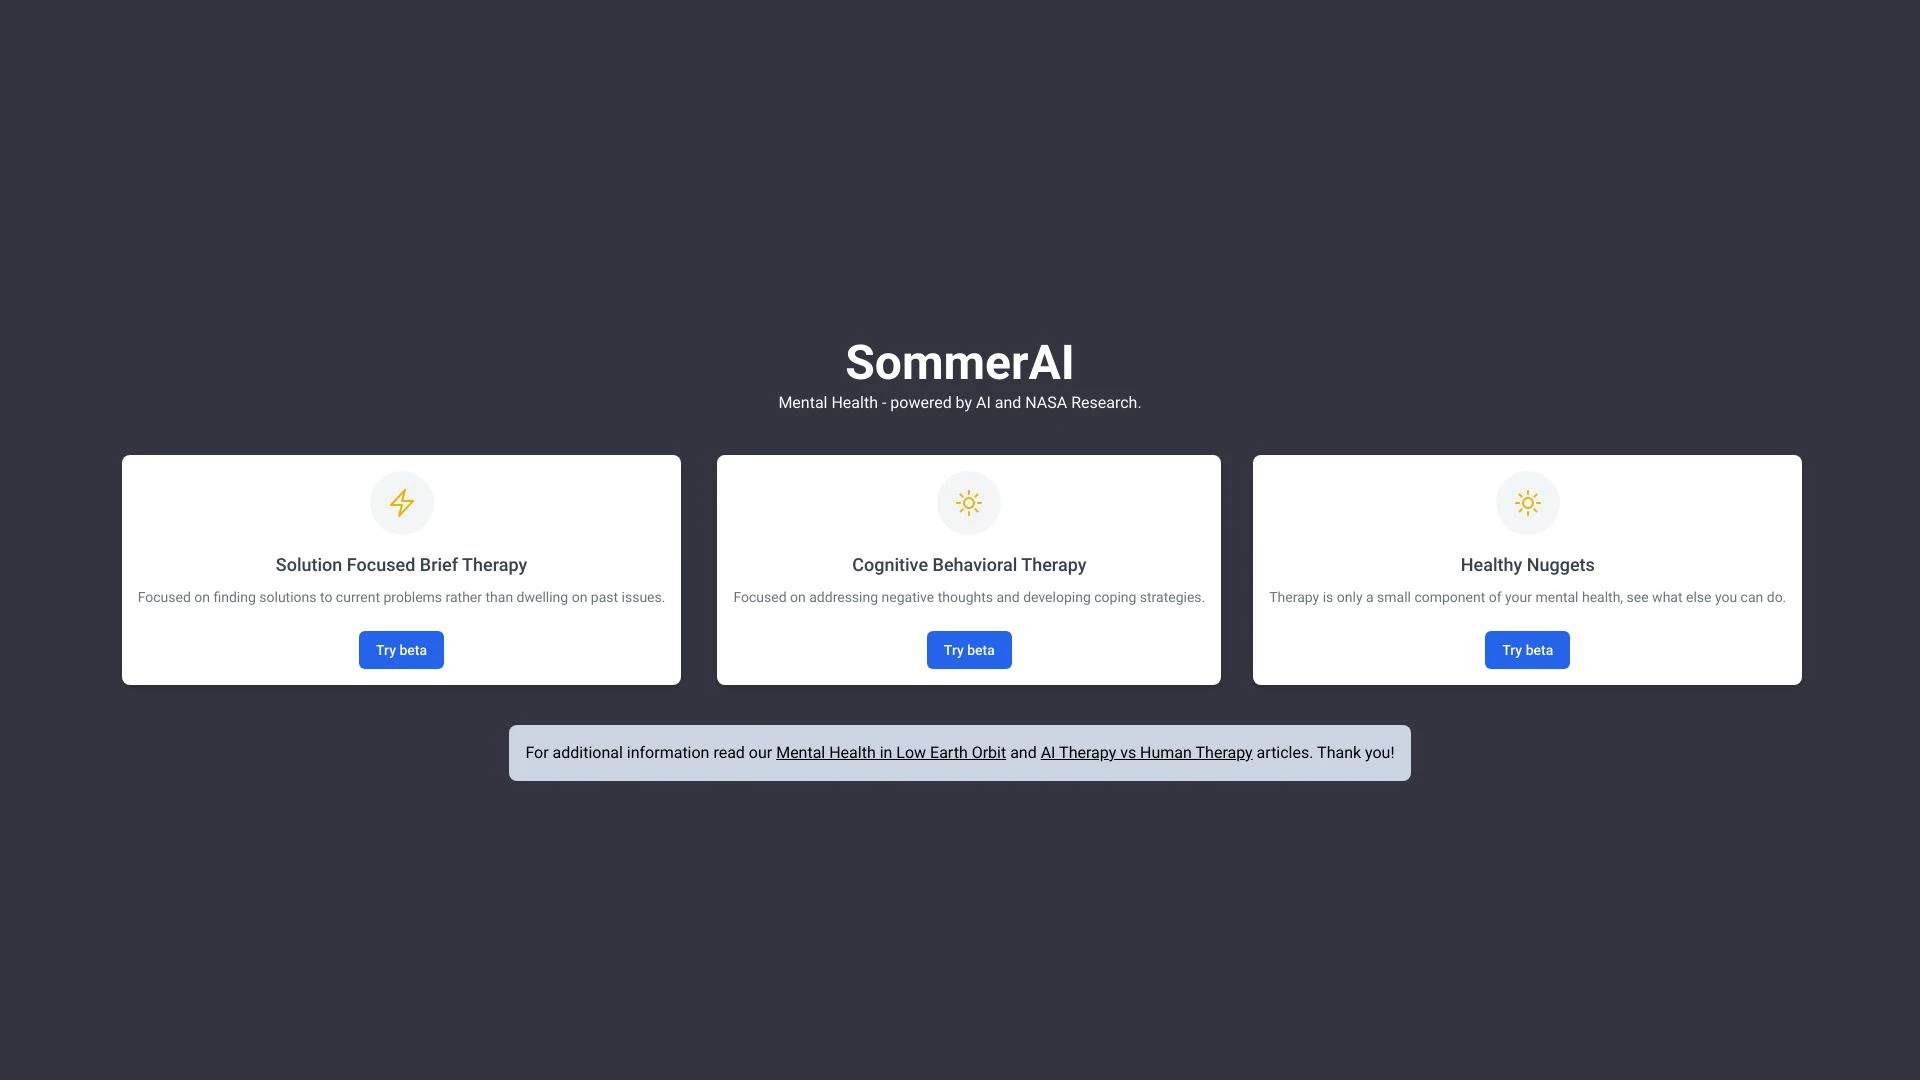 SommerAI
Mental Health - powered by AI and NASA Research.
Solution Focused Brief Therapy
Focused on finding solutions to current problems rather than dwelling on past issues.
Try beta
Cognitive Behavioral Therapy
Focused on addressing negative thoughts and developing coping strategies.
Try beta
Healthy Nuggets
Therapy is only a small component of your mental health, see what else you can do.
Try beta
For additional information read our Mental Health in Low Earth Orbit and AI Therapy vs Human Therapy articles. Thank you!